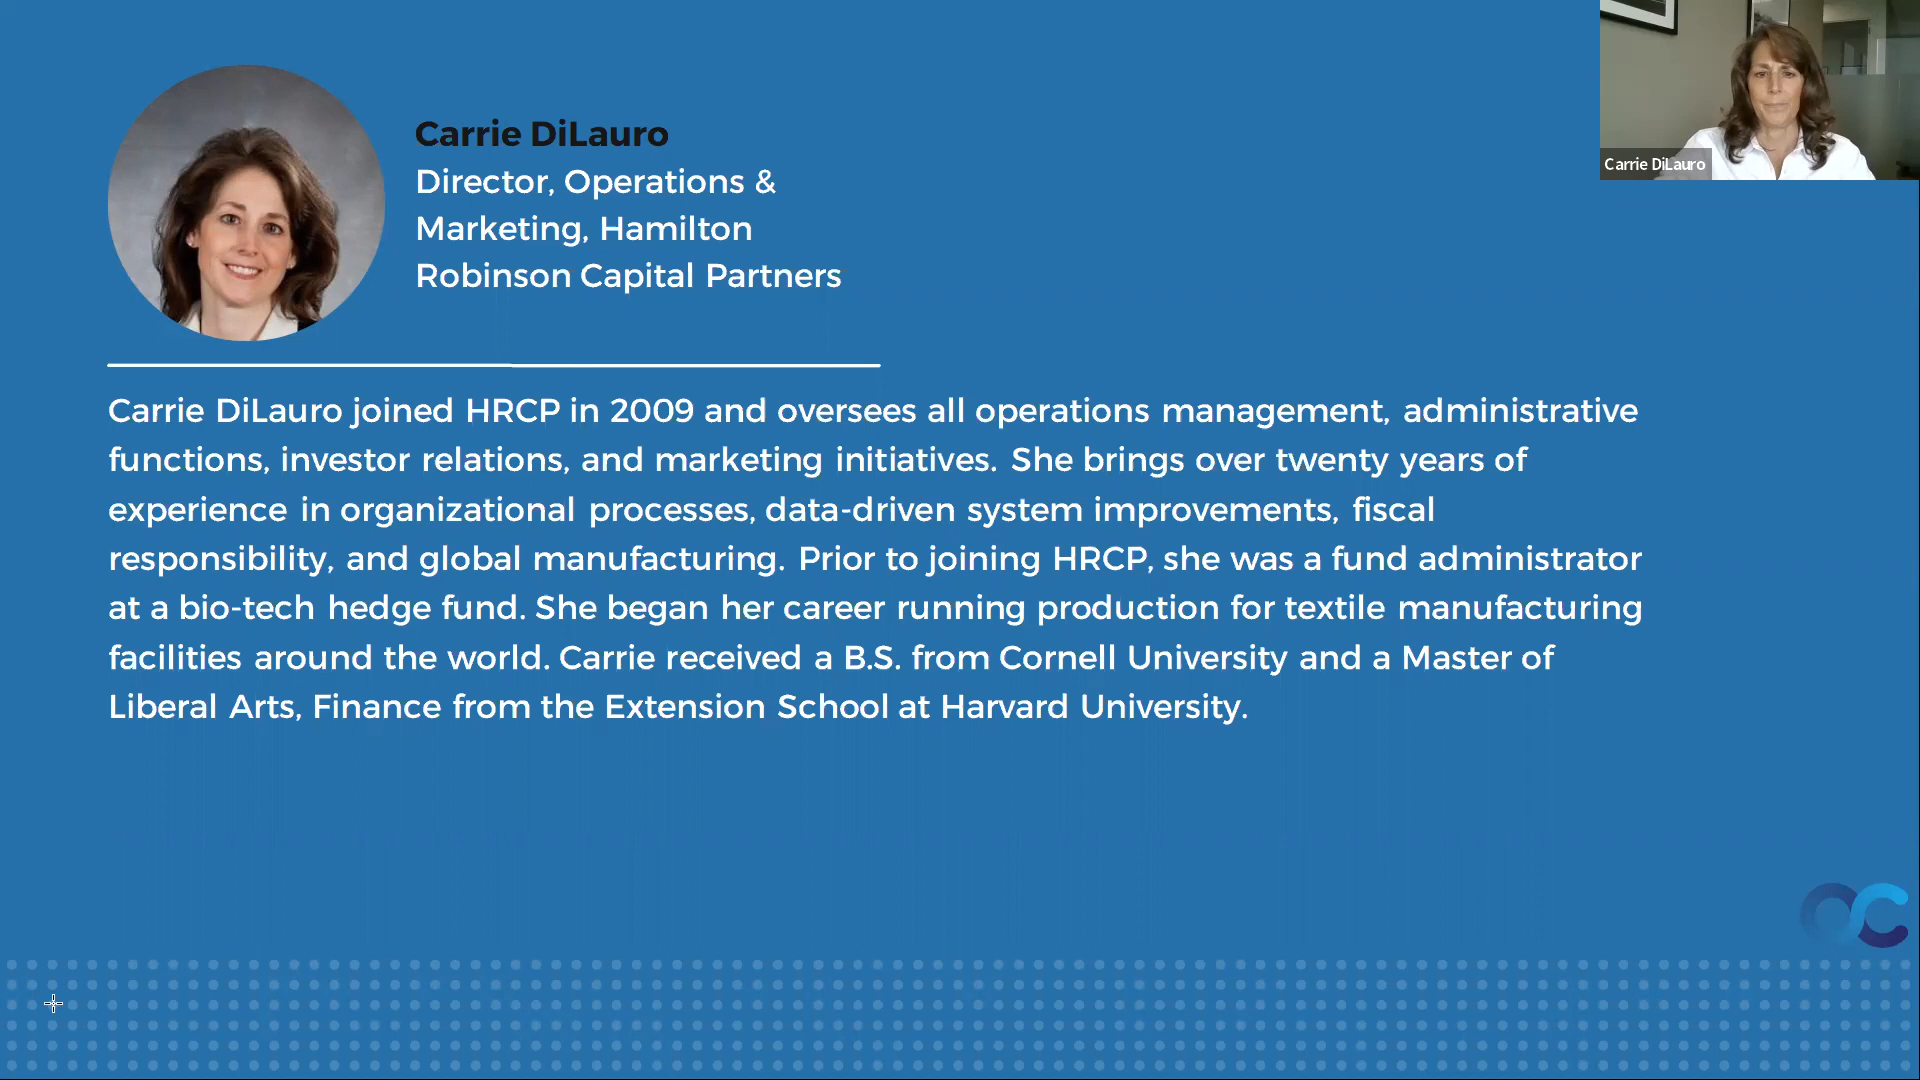 Carrie DiLauro
Director, Operations &
Marketing, Hamilton
Robinson Capital Partners
Carrie DiLauro
Carrie DiLauro joined HRCP in 2009 and oversees all operations management, administrative
functions, investor relations, and marketing initiatives. She brings over twenty years of
experience in organizational processes, data-driven system improvements, fiscal
responsibility, and global manufacturing. Prior to joining HRCP, she was a fund administrator
at a bio-tech hedge fund. She began her career running production for textile manufacturing
facilities around the world. Carrie received a B.S. from Cornell University and a Master of
Liberal Arts, Finance from the Extension School at Harvard University.